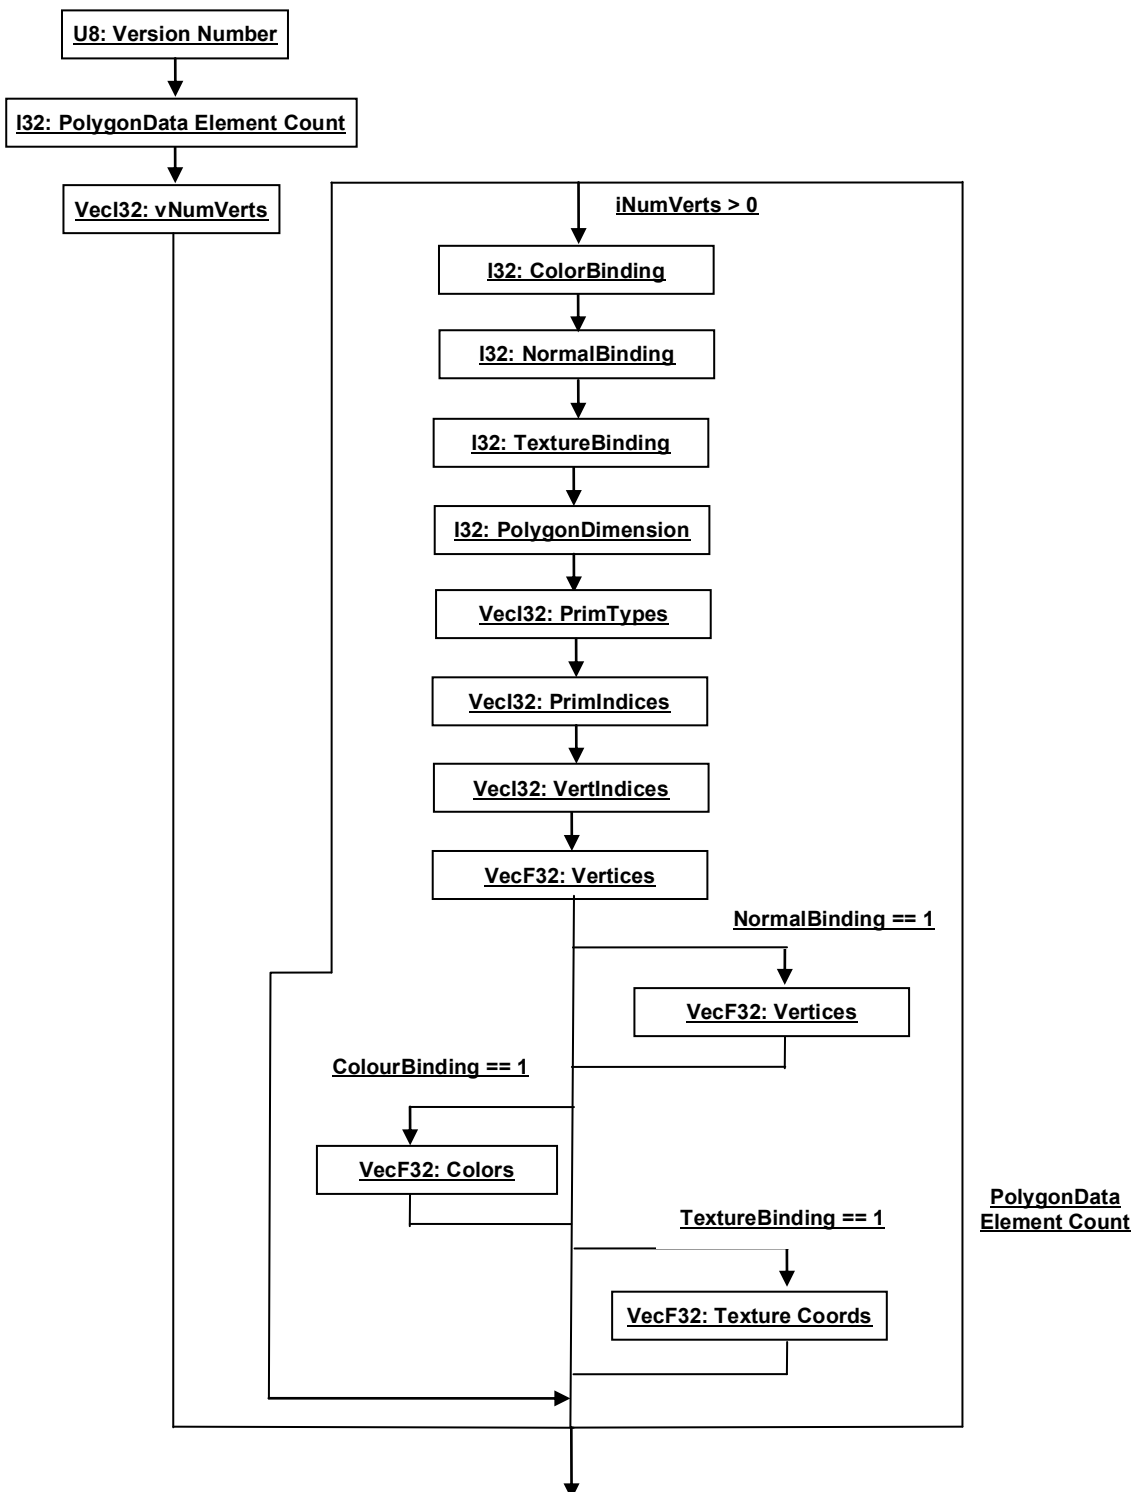 U8: Version Number
I32: PolygonData Element Count
VecI32: vNumVerts
iNumVerts > 0
I32: ColorBinding
I32: NormalBinding
I32: TextureBinding
I32: PolygonDimension
VecI32: PrimTypes
VecI32: PrimIndices
VecI32: VertIndices
VecF32: Vertices
NormalBinding == 1
VecF32: Vertices
ColourBinding == 1
VecF32: Colors
PolygonData
Element Count
TextureBinding == 1
VecF32: Texture Coords